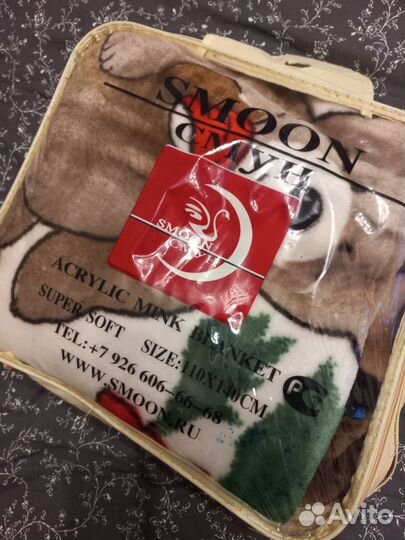 SMOON
СМУН
SMOON
СМУН
ACRYLIC MINK BLANKET
SUPER SOFT SIZE:110X140CM
TEL:+7 926 606-66-68
WWW.SMOON.RU
Avito